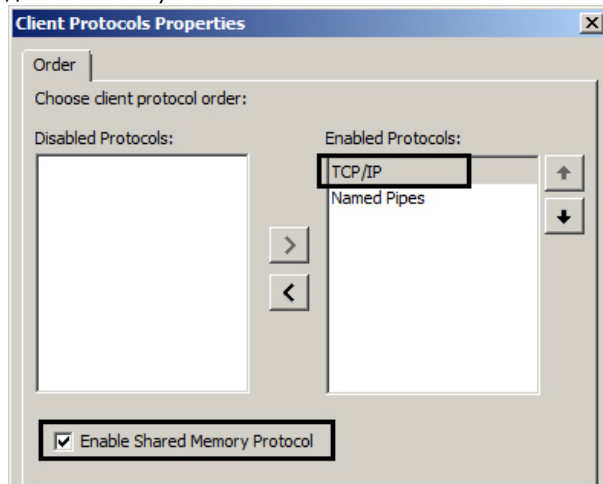 Client Protocols Properties
Order
Choose client protocol order:
Disabled Protocols:
Enabled Protocols:
TCP/IP
Named Pipes
Enable Shared Memory Protocol